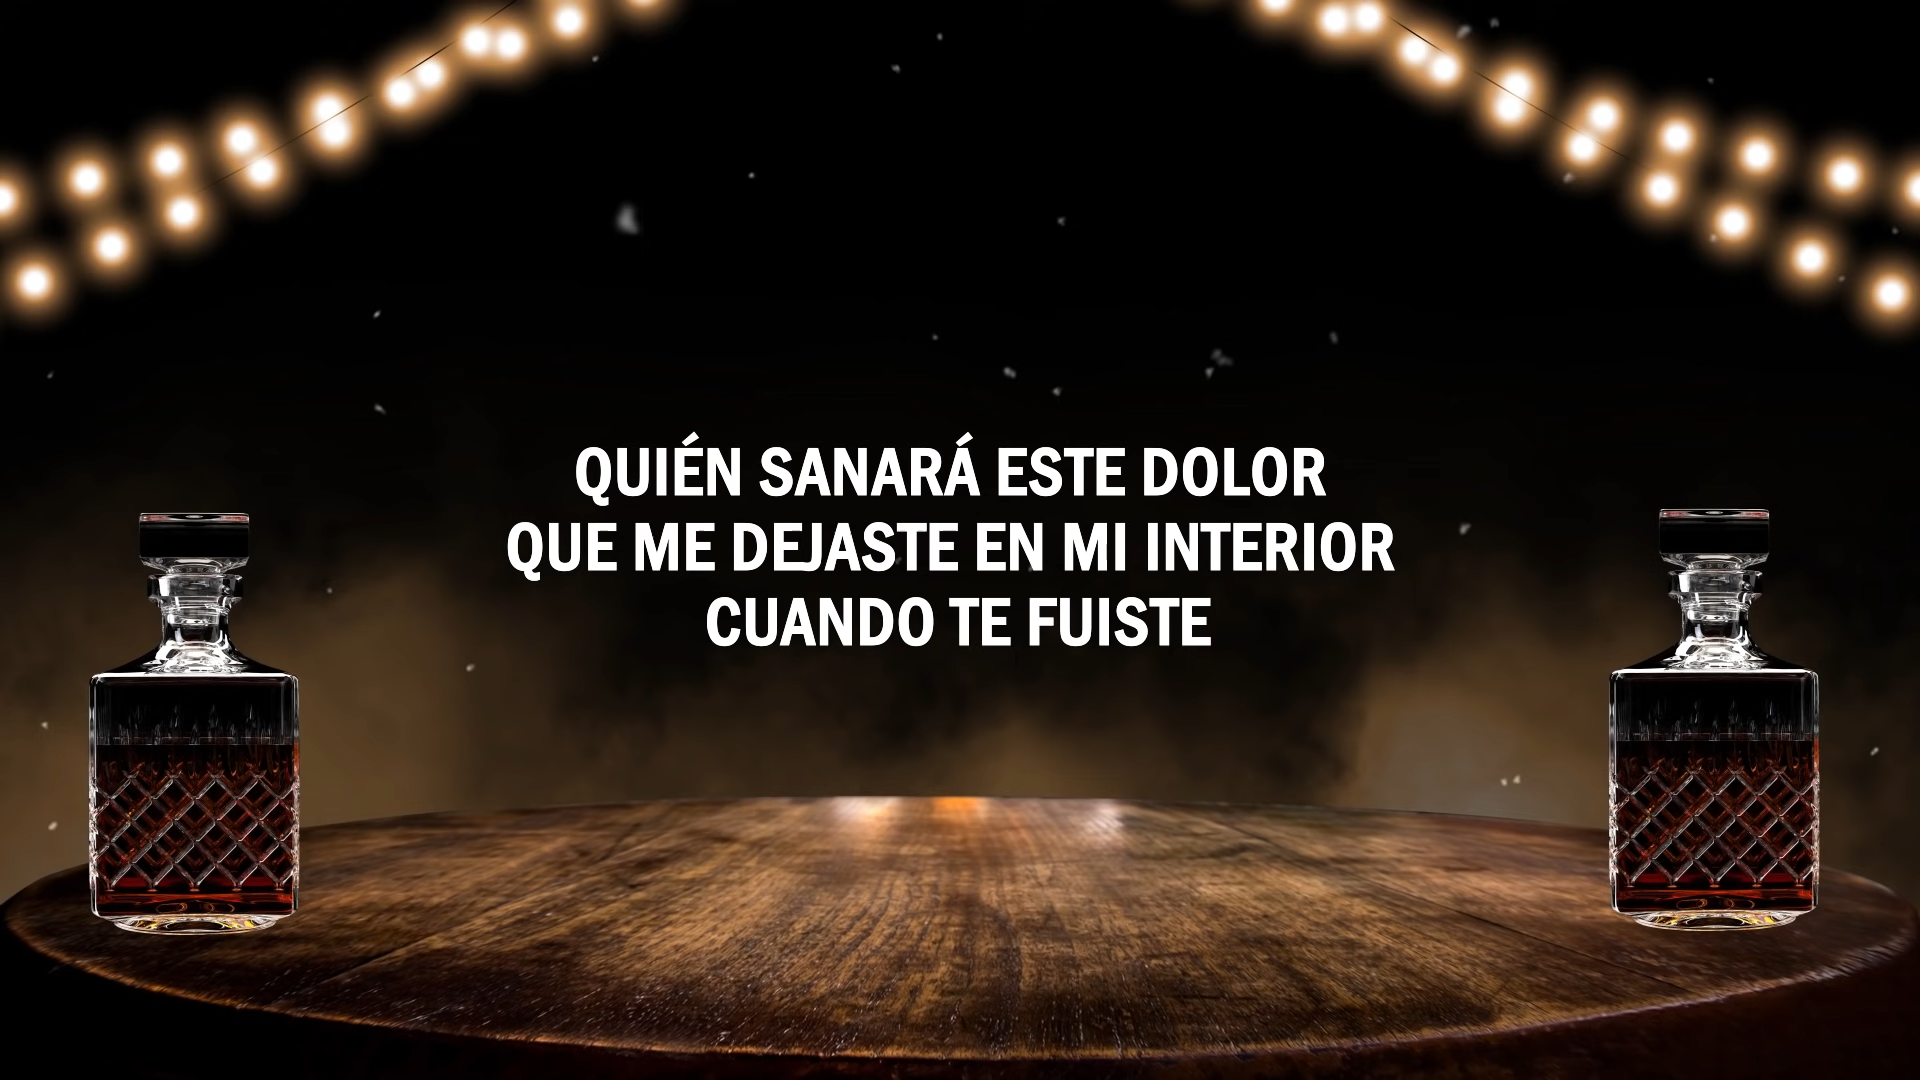 QUIÉN SANARÁ ESTE DOLOR
QUE ME DEJASTE EN MI INTERIOR
CUANDO TE FUISTE